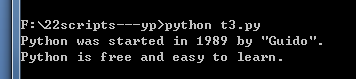 F:\22scripts---yp>python t3.py
Python was started in 1989 by "Guido".
Python is free and easy to learn.